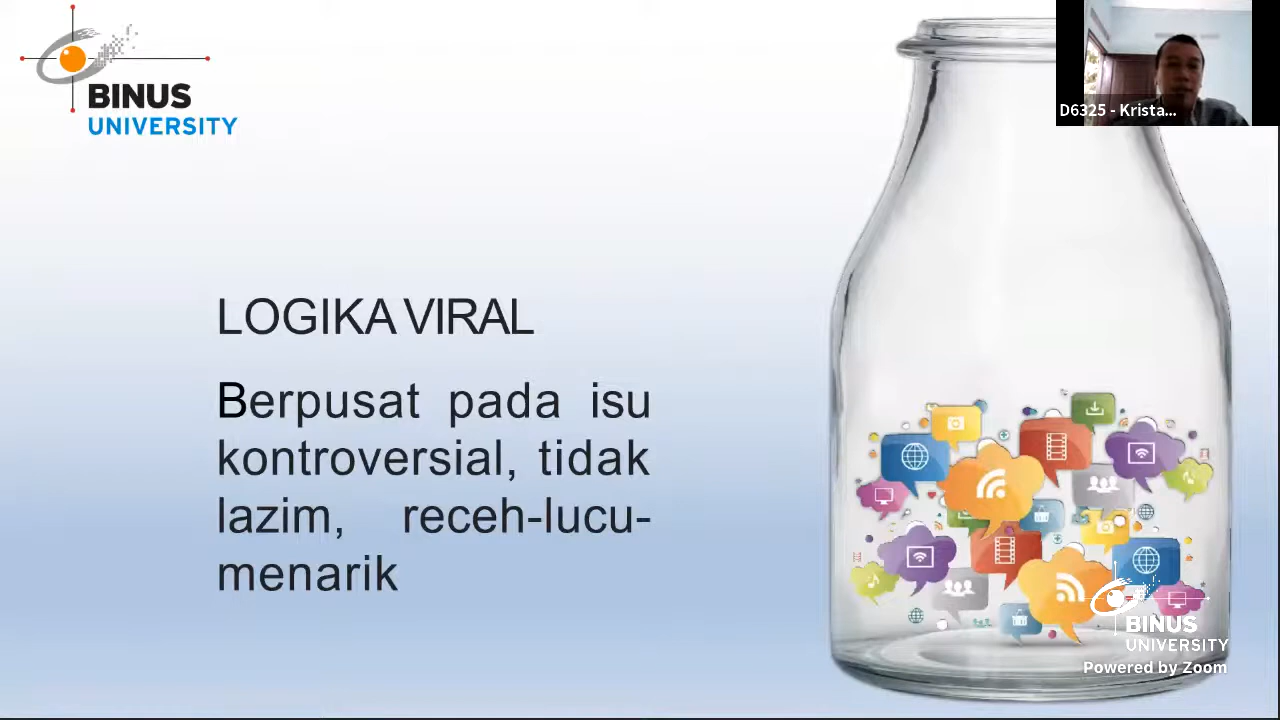 BINUS
UNIVERSITY
D6325 - Krista...
LOGIKA VIRAL
Berpusat pada isu
kontroversial, tidak
lazim, receh-lucu-
menarik
BINUS
UNIVERSITY
Powered by Zoom